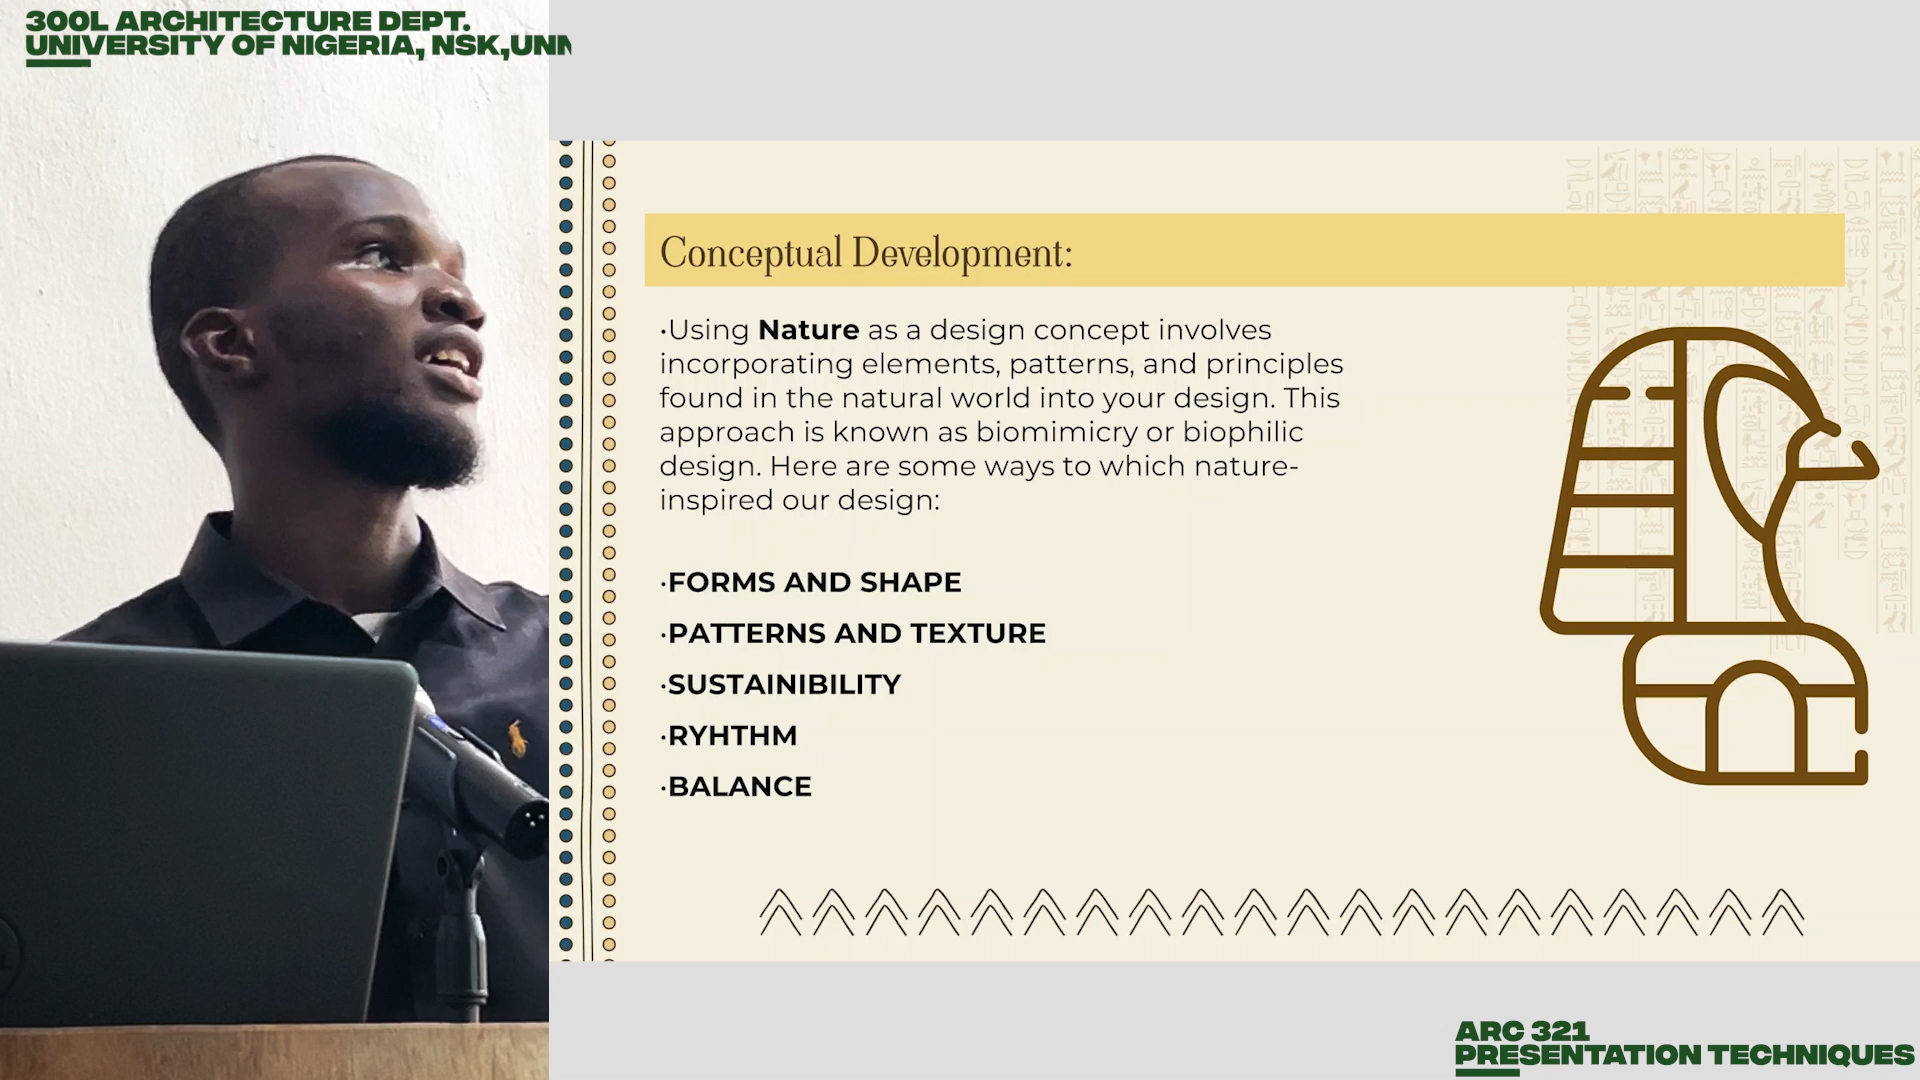 300L ARCHITECTURE DEPT.
UNIVERSITY OF NIGERIA, NSK,UNN
Conceptual Development:
·Using Nature as a design concept involves
incorporating elements, patterns, and principles
found in the natural world into your design. This
approach is known as biomimicry or biophilic
design. Here are some ways to which nature-
inspired our design:
·FORMS AND SHAPE
·PATTERNS AND TEXTURE
·SUSTAINIBILITY
·RYHTHM
·BALANCE
ARC 321
PRESENTATION TECHNIQUES